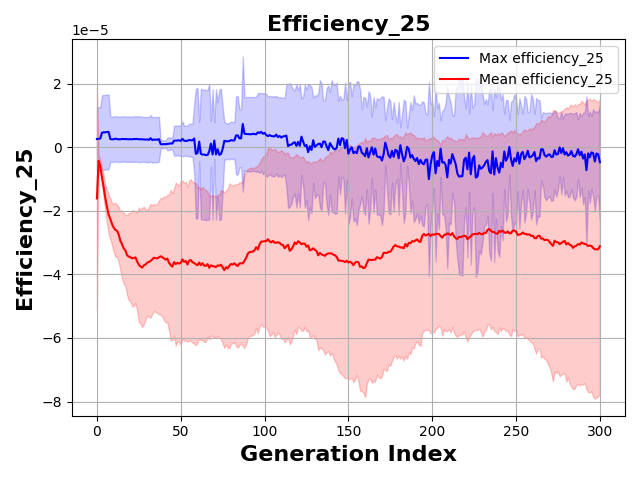 Efficiency_25
1e−5
Max efficiency_25
Mean efficiency_25
2
0
−2
−4
−6
−8
Efficiency_25
0 50 100 150 200 250 300
Generation Index